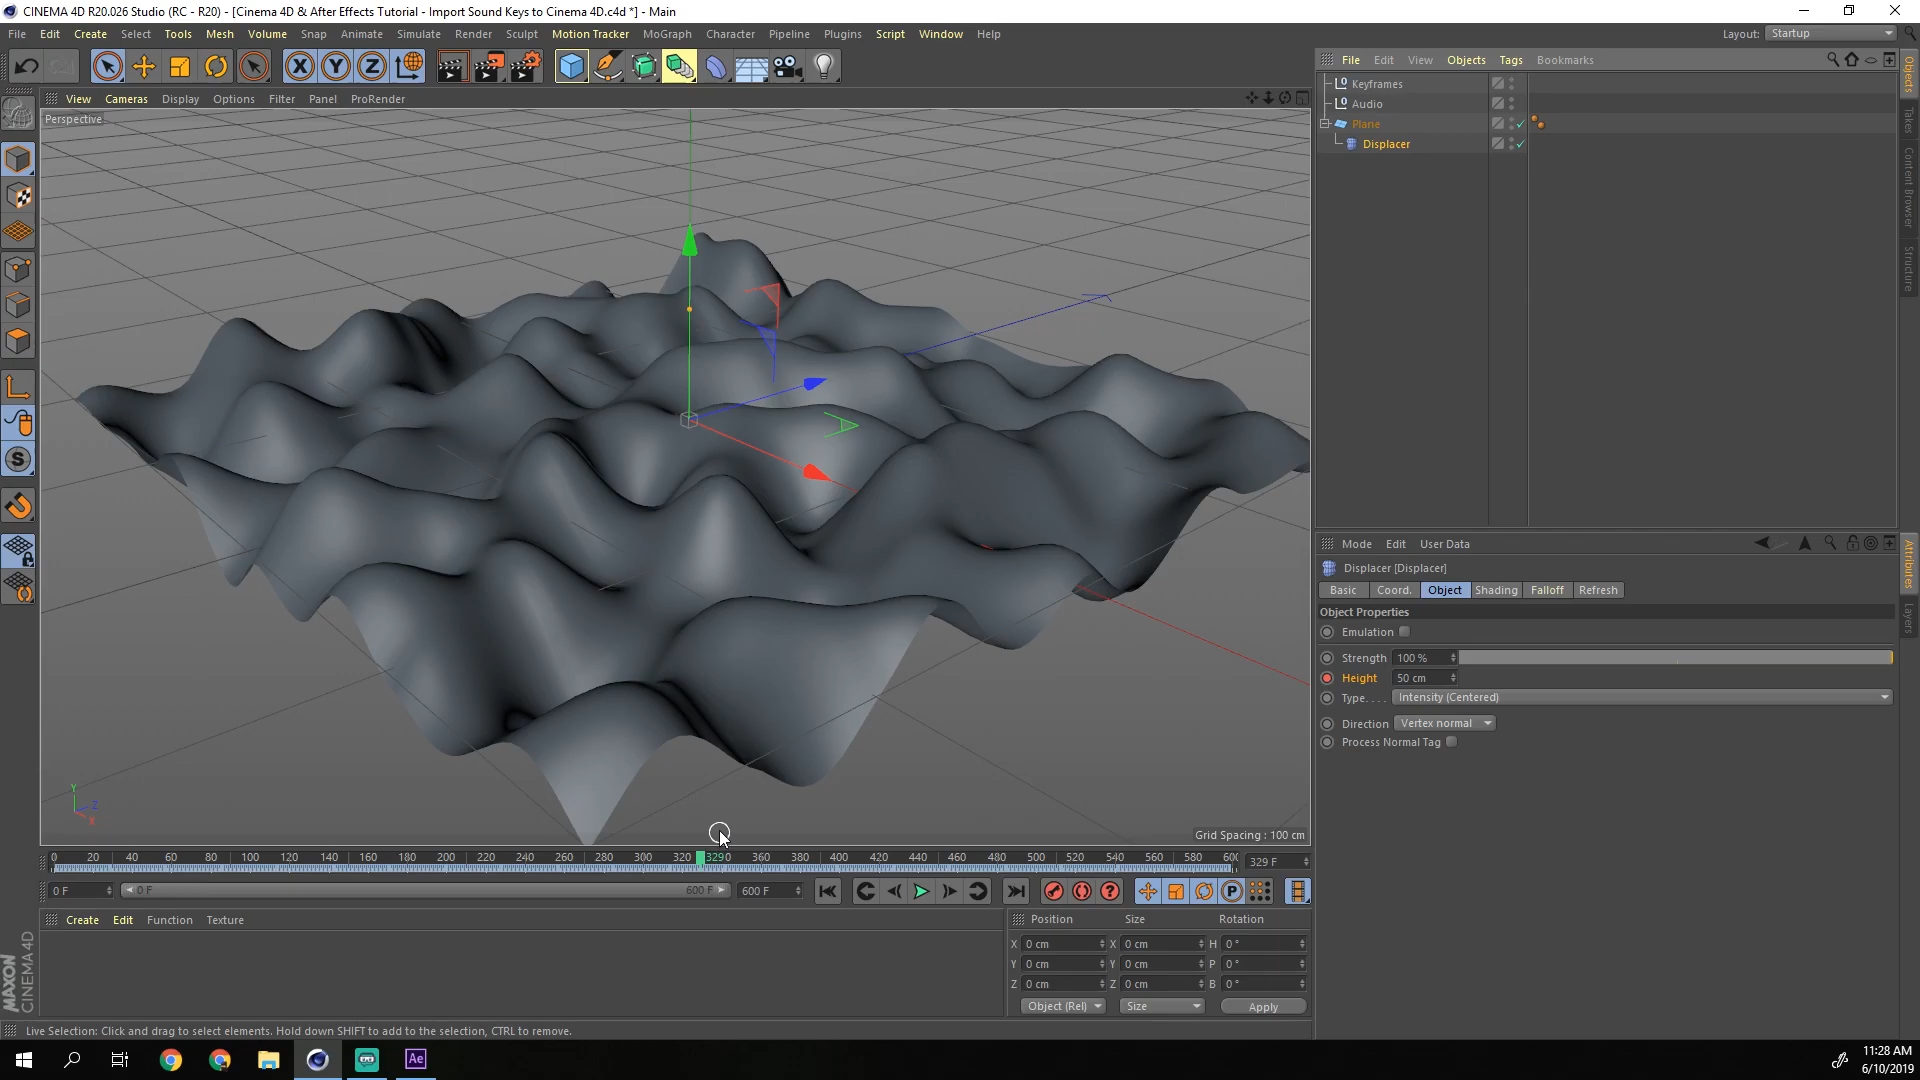 CINEMA 4D R20.026 Studio (RC - R20) - [Cinema 4D & After Effects Tutorial - Import Sound Keys to Cinema 4D.c4d *] - Main
File Edit Create Select Tools Mesh Volume Snap Animate Simulate Render Sculpt Motion Tracker MoGraph Character Pipeline Plugins Script Window Help Layout: Startup
X Y Z
File Edit View Objects Tags Bookmarks
View Cameras Display Options Filter Panel ProRender
Perspective
Keyframes
Audio
Plane
Displacer
Objects
Takes
Content Browser
Structure
Mode Edit User Data
Displacer [Displacer]
Basic Coord. Object Shading Falloff Refresh
Object Properties
Emulation
Strength 100 %
Height 50 cm
Type. . . . Intensity (Centered)
Direction Vertex normal
Process Normal Tag
Attributes
Layers
S
Y
Z
X
Grid Spacing : 100 cm
0 20 40 60 80 100 120 140 160 180 200 220 240 260 280 300 320 3290 360 380 400 420 440 460 480 500 520 540 560 580 60 329 F
0 F 0 F 600 F 600 F P
Create Edit Function Texture
Position Size Rotation
X 0 cm X 0 cm H 0 °
Y 0 cm Y 0 cm P 0 °
Z 0 cm Z 0 cm B 0 °
Object (Rel) Size Apply
MAXON
CINEMA 4D
Live Selection: Click and drag to select elements. Hold down SHIFT to add to the selection, CTRL to remove.
Ae
11:28 AM
6/10/2019